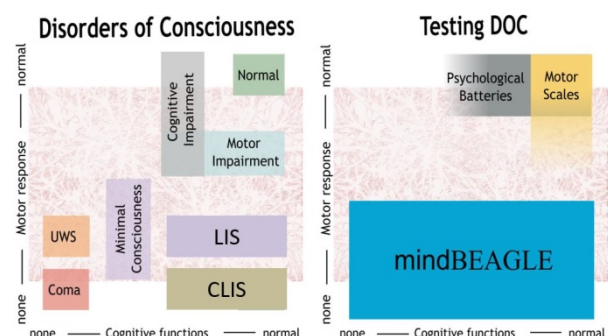 Disorders of Consciousness
normal
Motor response
none
Cognitive
Impairment
Normal
Motor
Impairment
Minimal
Consciousness
UWS
LIS
Coma
CLIS
none
Cognitive functions
normal
Testing DOC
normal
Motor response
none
Psychological
Batteries
Motor
Scales
mindBEAGLE
none
Cognitive functions
normal